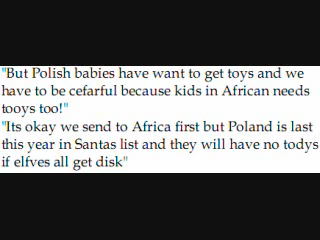 "But Polish babies have want to get toys and we
have to be cefarful because kids in African needs
tooys too!"
"Its okay we send to Africa first but Poland is last
this year in Santas list and they will have no todys
if elfves all get disk"